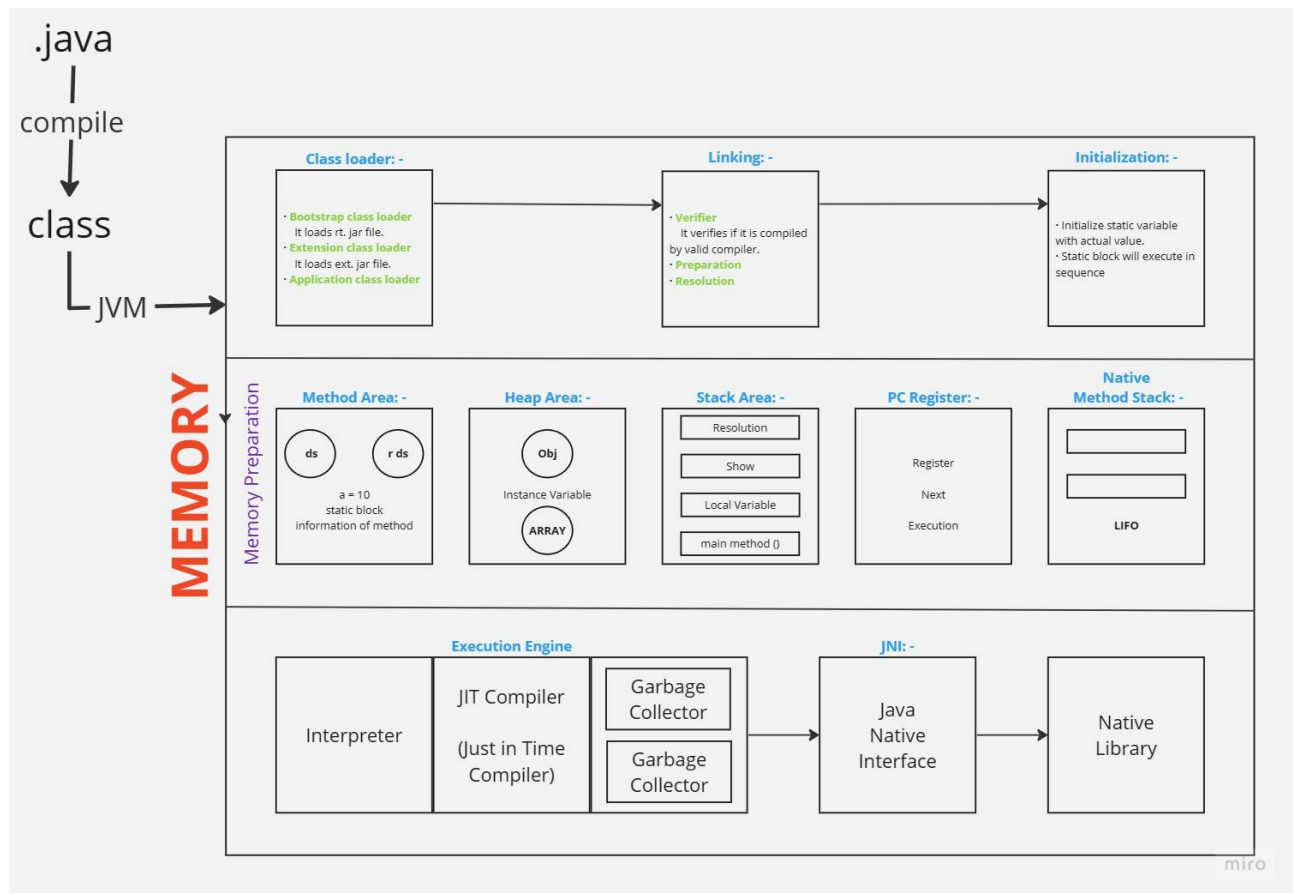 .java
compile
class
JVM
Class loader: -
· Bootstrap class loader
It loads rt. jar file.
· Extension class loader
It loads ext. jar file.
· Application class loader
Linking: -
· Verifier
It verifies if it is compiled
by valid compiler.
· Preparation
· Resolution
Initialization: -
· Initialize static variable
with actual value.
· Static block will execute in
sequence
MEMORY
Memory Preparation
Method Area: -
ds
r ds
a = 10
static block
information of method
Heap Area: -
Obj
Instance Variable
ARRAY
Stack Area: -
Resolution
Show
Local Variable
main method ()
PC Register: -
Register
Next
Execution
Native
Method Stack: -
LIFO
Execution Engine
Interpreter
JIT Compiler
(Just in Time
Compiler)
Garbage
Collector
Garbage
Collector
JNI: -
Java
Native
Interface
Native
Library
miro